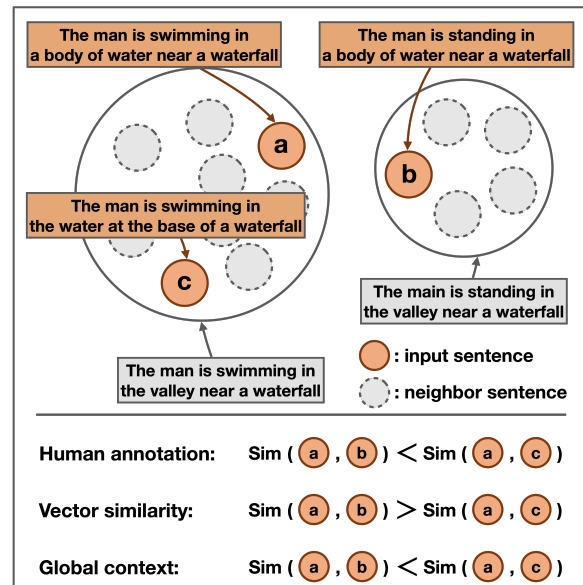 The man is swimming in
a body of water near a waterfall
The man is standing in
a body of water near a waterfall
a
b
The man is swimming in
the water at the base of a waterfall
c
The main is standing in
the valley near a waterfall
The man is swimming in
the valley near a waterfall
: input sentence
: neighbor sentence
Human annotation: Sim ( a , b ) < Sim ( a , c )
Vector similarity: Sim ( a , b ) > Sim ( a , c )
Global context: Sim ( a , b ) < Sim ( a , c )